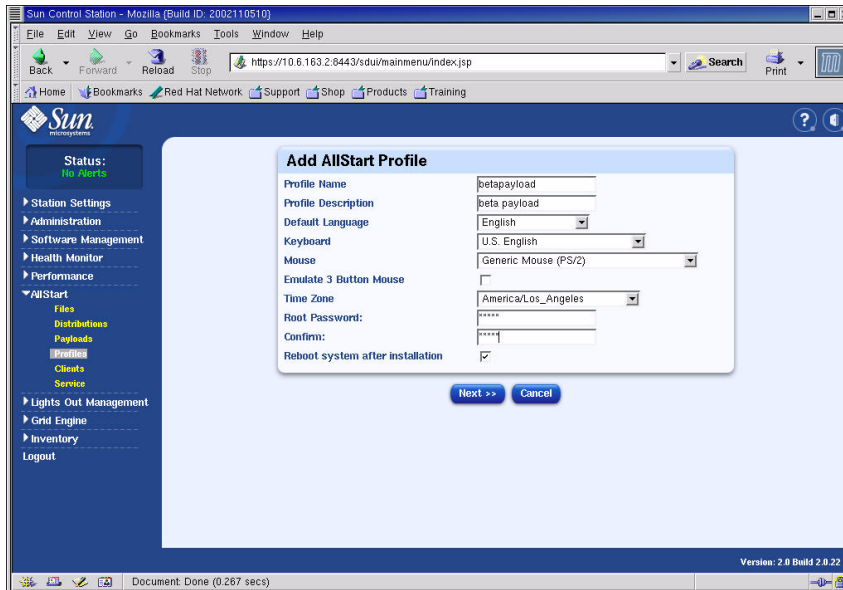 Sun Control Station - Mozilla {Build ID: 2002110510}
File Edit View Go Bookmarks Tools Window Help
Back Forward Reload Stop https://10.6.163.2:8443/sdui/mainmenu/index.jsp Search Print
Home Bookmarks Red Hat Network Support Shop Products Training
Sun
microsystems
Status:
No Alerts
Station Settings
Administration
Software Management
Health Monitor
Performance
AllStart
Files
Distributions
Payloads
Profiles
Clients
Service
Lights Out Management
Grid Engine
Inventory
Logout
Add AllStart Profile
Profile Name betapayload
Profile Description beta payload
Default Language English
Keyboard U.S. English
Mouse Generic Mouse (PS/2)
Emulate 3 Button Mouse
Time Zone America/Los_Angeles
Root Password: *****
Confirm: *****
Reboot system after installation
Next >> Cancel
Version: 2.0 Build 2.0.22
Document: Done (0.267 secs)